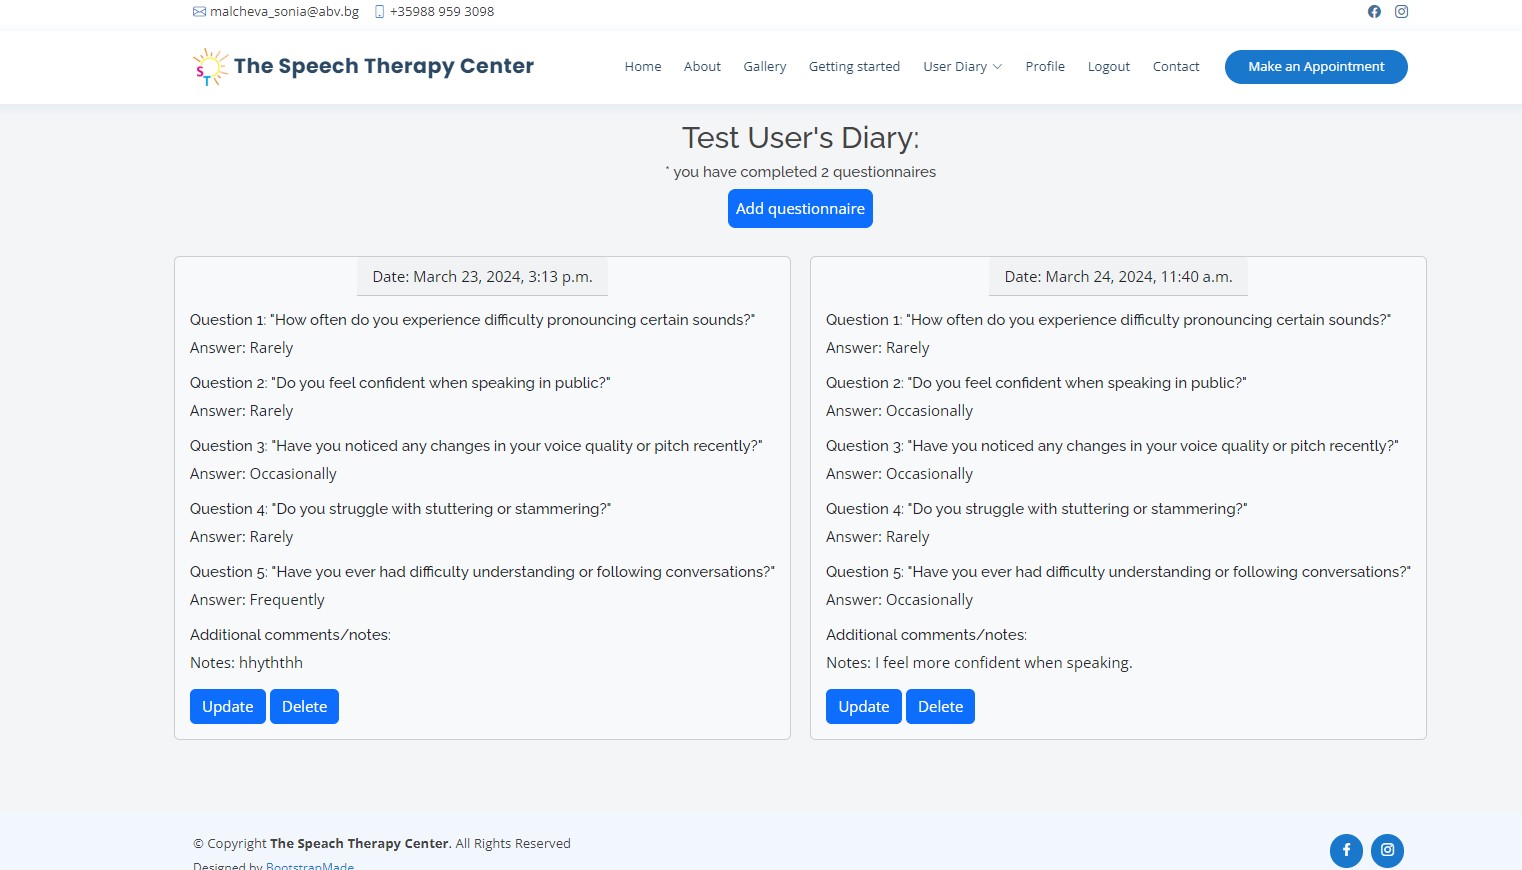 malcheva_sonia@abv.bg +35988 959 3098
S T
The Speech Therapy Center
Home About Gallery Getting started User Diary Profile Logout Contact Make an Appointment
Test User's Diary:
* you have completed 2 questionnaires
Add questionnaire
Date: March 23, 2024, 3:13 p.m.
Question 1: "How often do you experience difficulty pronouncing certain sounds?"
Answer: Rarely
Question 2: "Do you feel confident when speaking in public?"
Answer: Rarely
Question 3: "Have you noticed any changes in your voice quality or pitch recently?"
Answer: Occasionally
Question 4: "Do you struggle with stuttering or stammering?"
Answer: Rarely
Question 5: "Have you ever had difficulty understanding or following conversations?"
Answer: Frequently
Additional comments/notes:
Notes: hhyththh
Update Delete
Date: March 24, 2024, 11:40 a.m.
Question 1: "How often do you experience difficulty pronouncing certain sounds?"
Answer: Rarely
Question 2: "Do you feel confident when speaking in public?"
Answer: Occasionally
Question 3: "Have you noticed any changes in your voice quality or pitch recently?"
Answer: Occasionally
Question 4: "Do you struggle with stuttering or stammering?"
Answer: Rarely
Question 5: "Have you ever had difficulty understanding or following conversations?"
Answer: Occasionally
Additional comments/notes:
Notes: I feel more confident when speaking.
Update Delete
© Copyright The Speach Therapy Center. All Rights Reserved
Designed by BootstrapMade